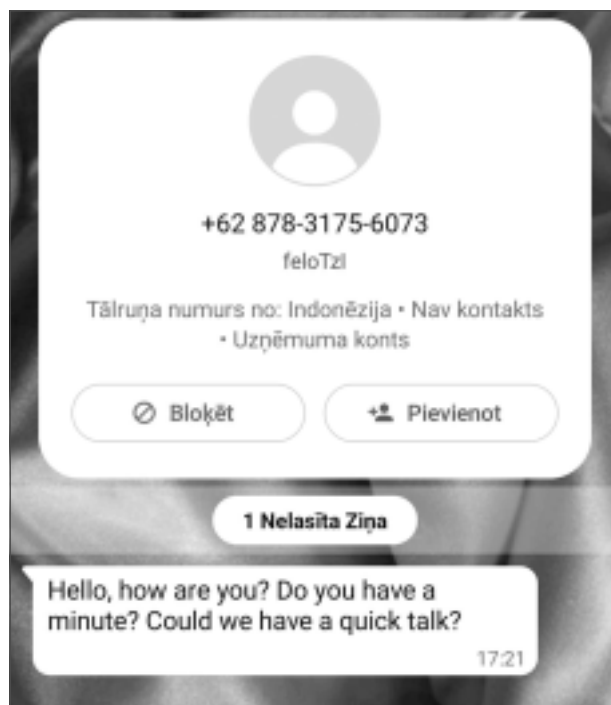 +62 878-3175-6073
feloTzl
Tālruņa numurs no: Indonēzija • Nav kontakts
• Uzņēmuma konts
Bloķēt
Pievienot
1 Nelasīta Ziņa
Hello, how are you? Do you have a
minute? Could we have a quick talk?
17:21